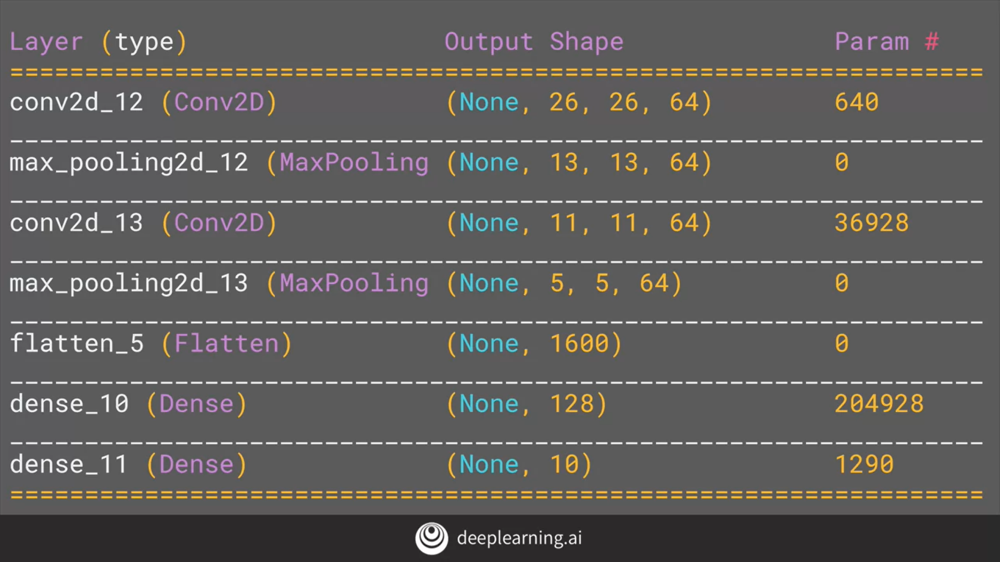 Layer (type) Output Shape Param #
=================================================================
conv2d_12 (Conv2D) (None, 26, 26, 64) 640
_________________________________________________________________
max_pooling2d_12 (MaxPooling (None, 13, 13, 64) 0
_________________________________________________________________
conv2d_13 (Conv2D) (None, 11, 11, 64) 36928
_________________________________________________________________
max_pooling2d_13 (MaxPooling (None, 5, 5, 64) 0
_________________________________________________________________
flatten_5 (Flatten) (None, 1600) 0
_________________________________________________________________
dense_10 (Dense) (None, 128) 204928
_________________________________________________________________
dense_11 (Dense) (None, 10) 1290
=================================================================
deeplearning.ai